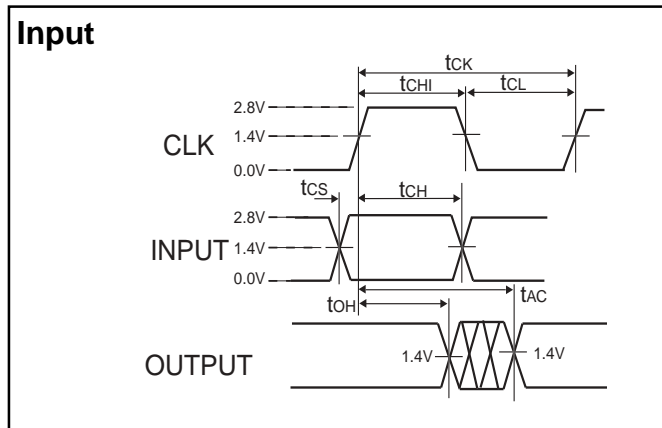 Input
tCK
tCHI tCL
2.8V
1.4V
CLK
0.0V
tCS tCH
2.8V
INPUT 1.4V
0.0V
tOH tAC
1.4V 1.4V
OUTPUT